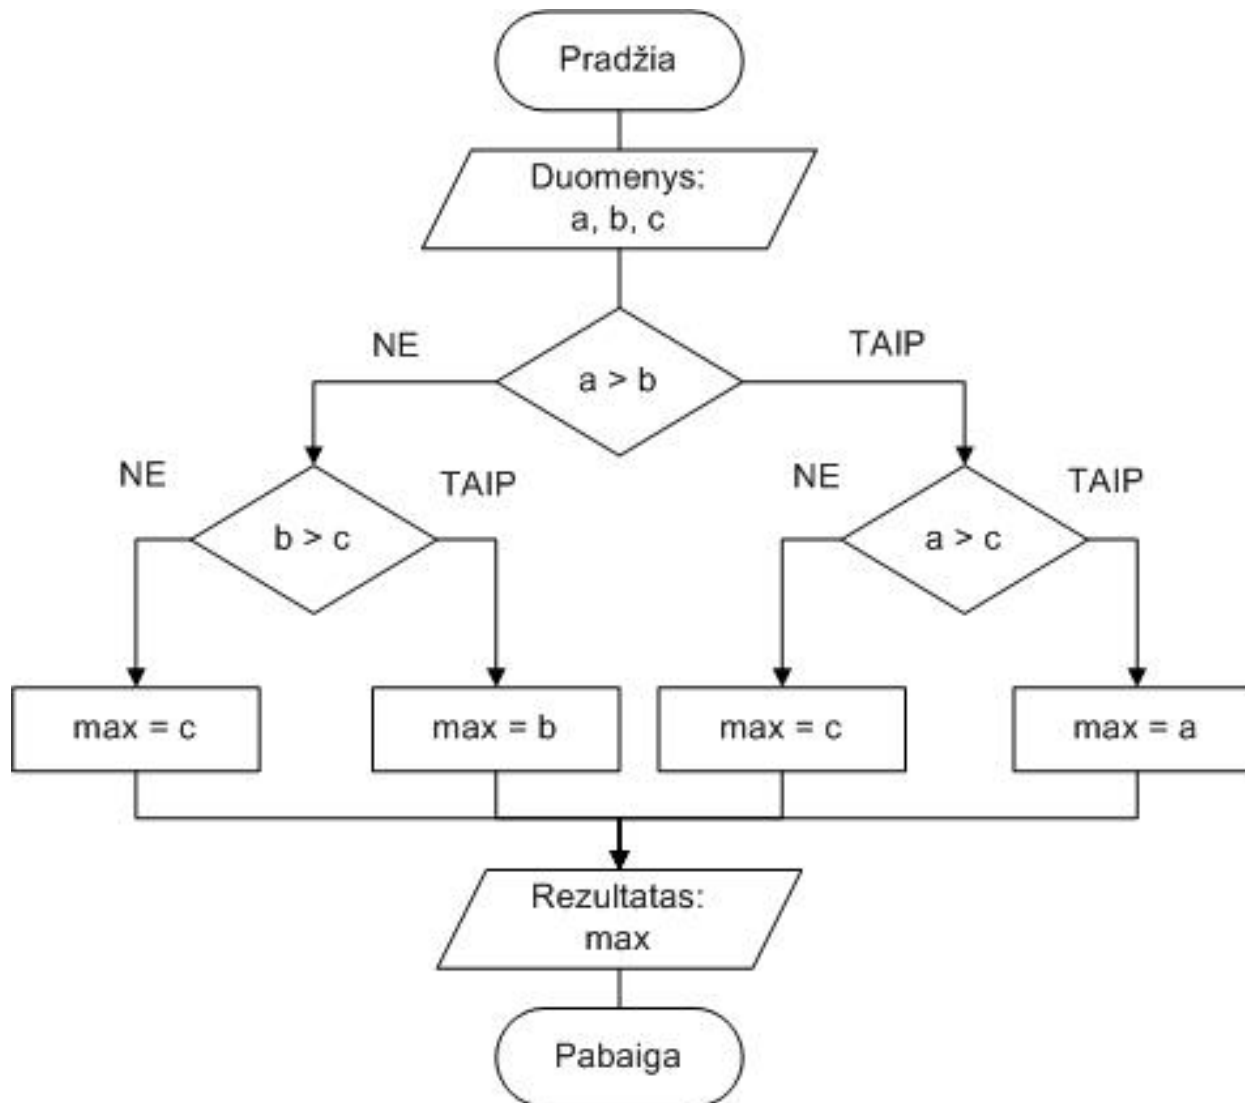 Pradžia
Duomenys:
a, b, c
NE
TAIP
a > b
NE
TAIP
NE
TAIP
b > c
a > c
max = c
max = b
max = c
max = a
Rezultatas:
max
Pabaiga